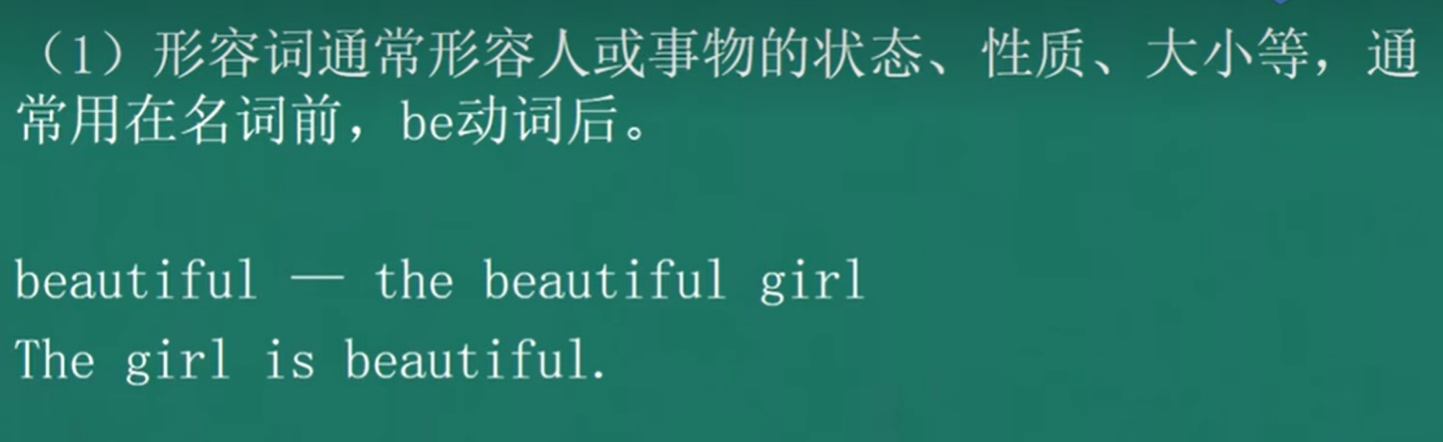 （1）形容词通常形容人或事物的状态、性质、大小等，通
常用在名词前，be动词后。
beautiful — the beautiful girl
The girl is beautiful.